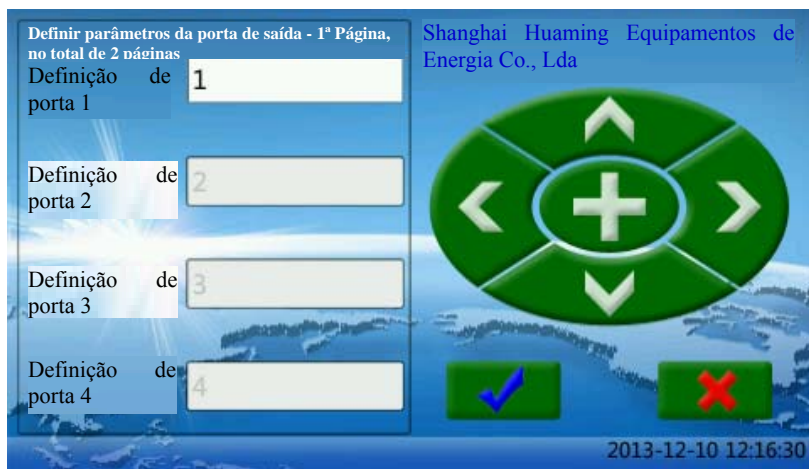 Definir parâmetros da porta de saída - 1ª Página,
no total de 2 páginas
Shanghai Huaming Equipamentos de
Energia Co., Lda
Definição de
porta 1
1
Definição de
porta 2
2
Definição de
porta 3
3
Definição de
porta 4
4
2013-12-10 12:16:30